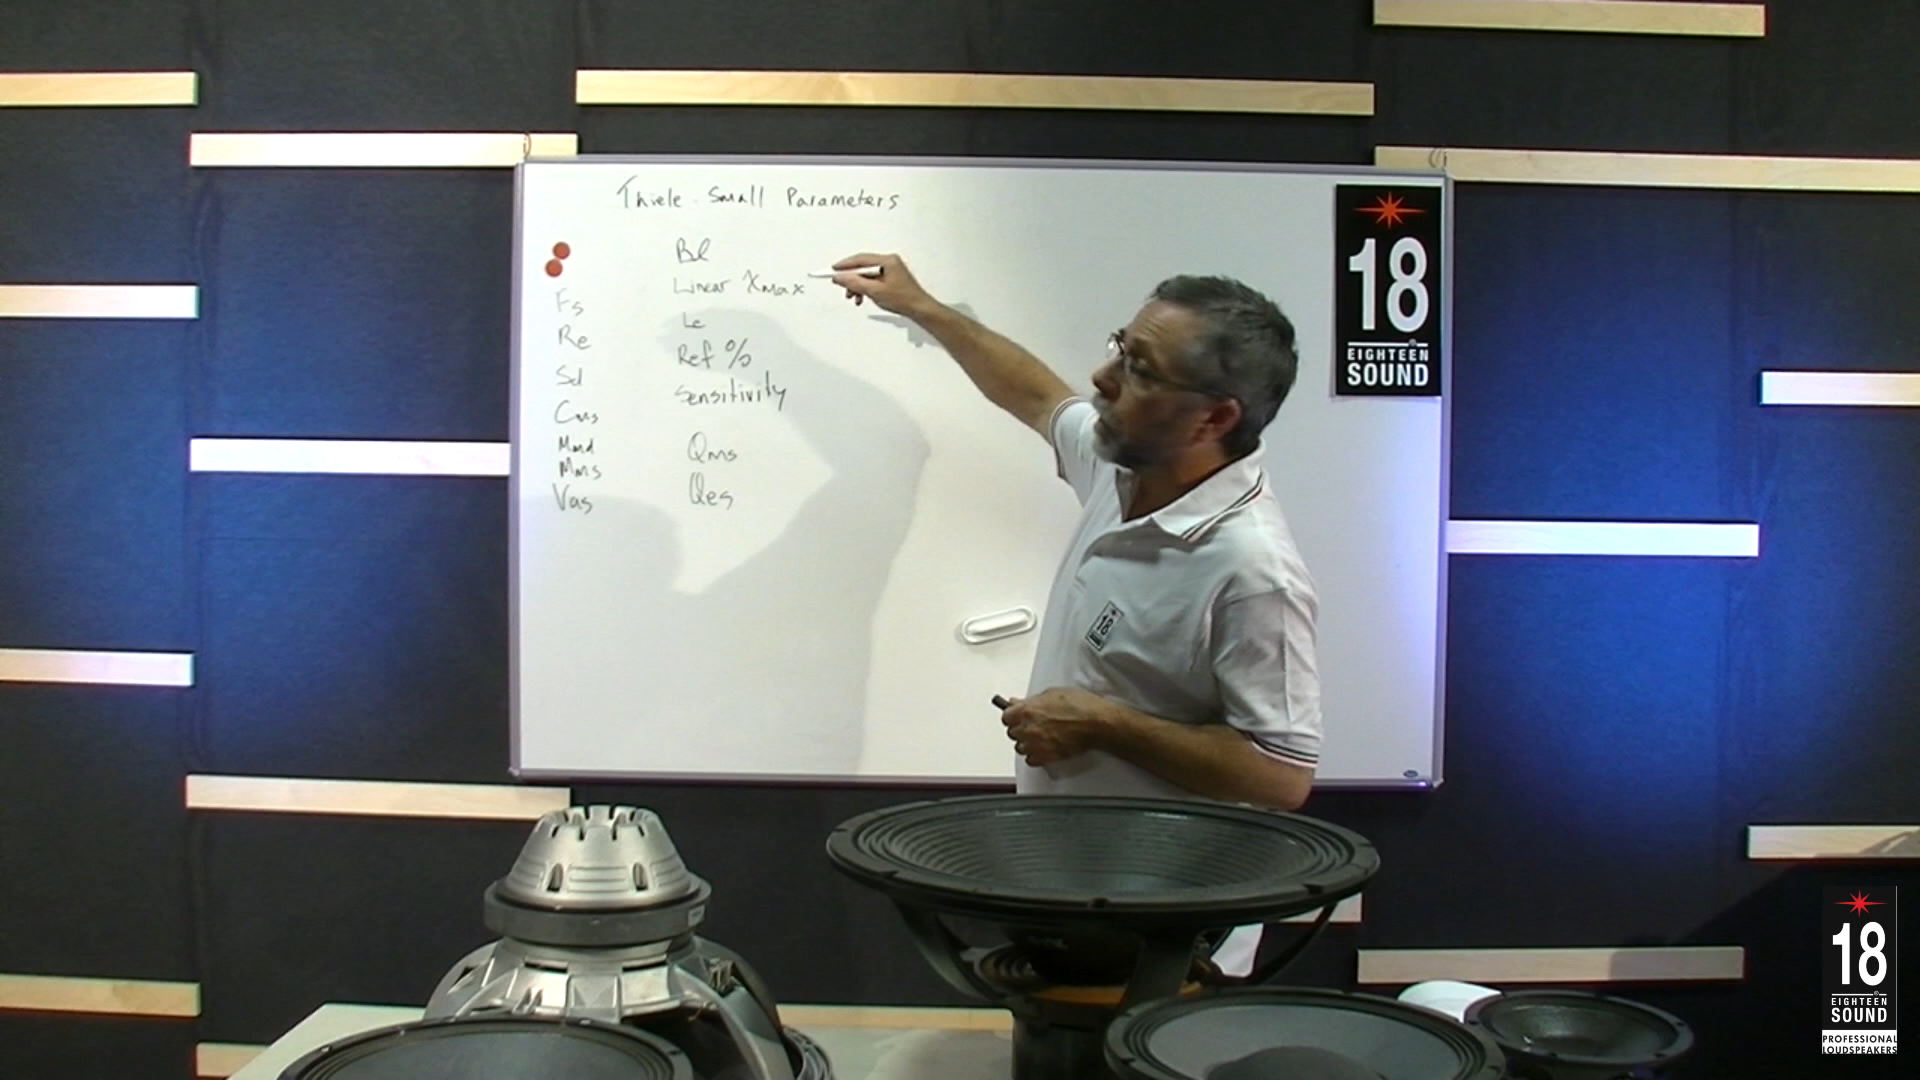 Thiele-Small Parameters
Fs
Re
Sd
Cms
Mmd
Mms
Vas
Bl
Linear Xmax
Le
Ref %
Sensitivity
Qms
Qes
18
EIGHTEEN
SOUND
18
18
EIGHTEEN
SOUND
PROFESSIONAL
LOUDSPEAKERS